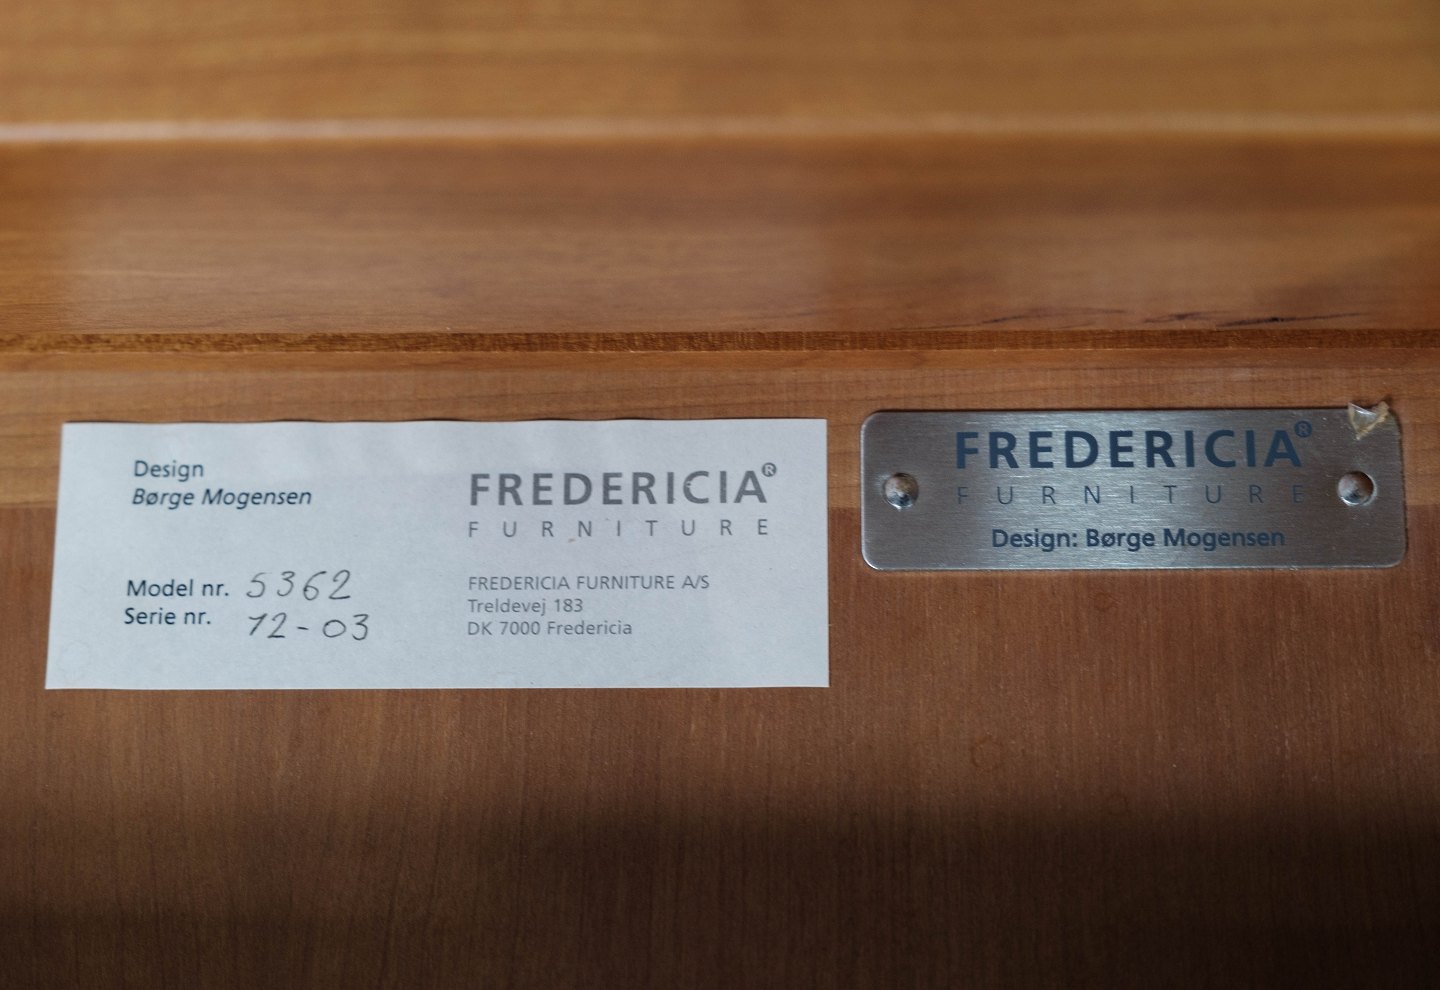 Design
Børge Mogensen
Model nr. 5362
Serie nr. 12-03
FREDERICIA®
FURNITURE
FREDERICIA FURNITURE A/S
Treldevej 183
DK 7000 Fredericia
FREDERICIA®
FURNITURE
Design: Børge Mogensen